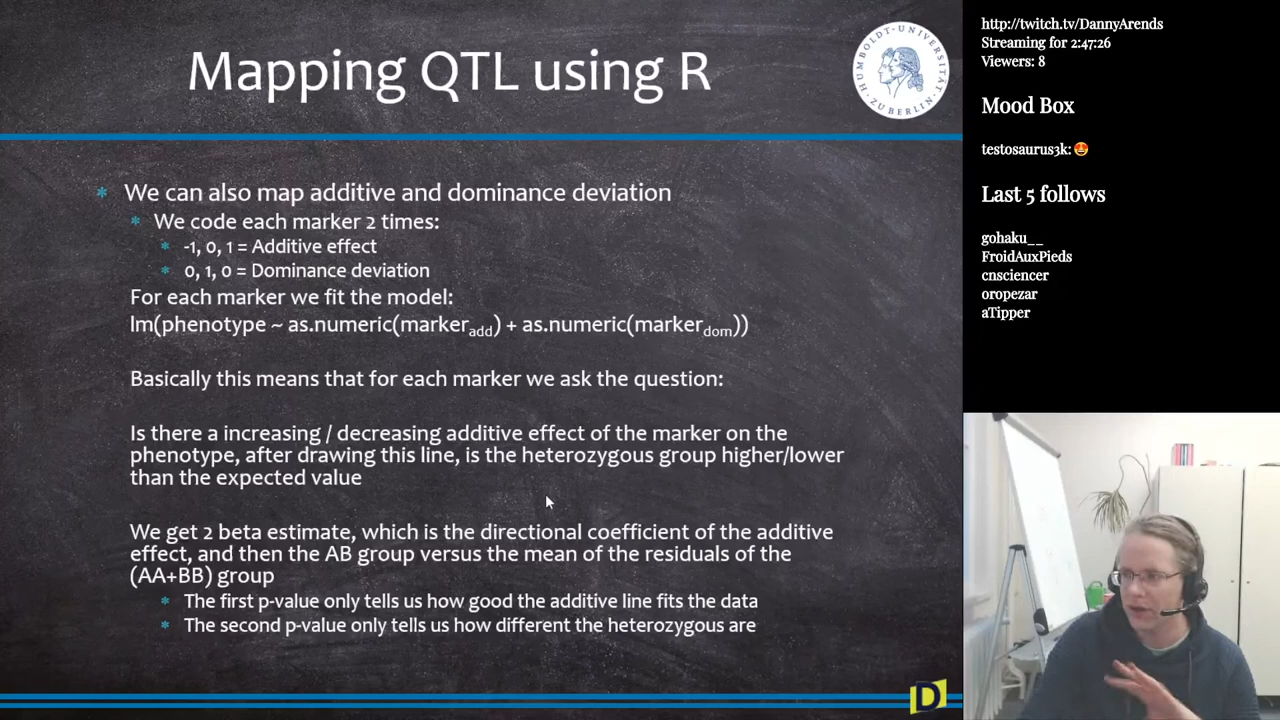 Mapping QTL using R
HUMBOLDT-UNIVERSITÄT
ZU BERLIN
We can also map additive and dominance deviation
We code each marker 2 times:
-1, 0, 1 = Additive effect
0, 1, 0 = Dominance deviation
For each marker we fit the model:
lm(phenotype ~ as.numeric(markeradd) + as.numeric(markerdom))
Basically this means that for each marker we ask the question:
Is there a increasing / decreasing additive effect of the marker on the
phenotype, after drawing this line, is the heterozygous group higher/lower
than the expected value
We get 2 beta estimate, which is the directional coefficient of the additive
effect, and then the AB group versus the mean of the residuals of the
(AA+BB) group
The first p-value only tells us how good the additive line fits the data
The second p-value only tells us how different the heterozygous are
D
http://twitch.tv/DannyArends
Streaming for 2:47:26
Viewers: 8
Mood Box
testosaurus3k: 😍
Last 5 follows
gohaku__
FroidAuxPieds
cnsciencer
oropezar
aTipper